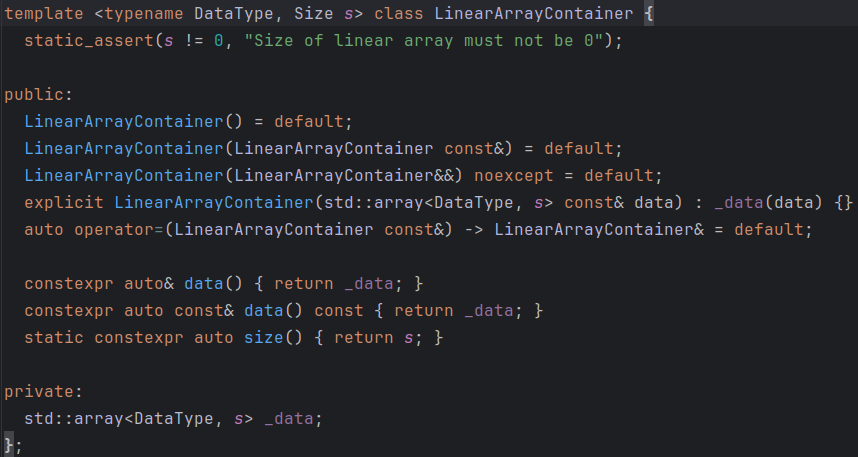 template <typename DataType, Size s> class LinearArrayContainer {
  static_assert(s != 0, "Size of linear array must not be 0");

public:
  LinearArrayContainer() = default;
  LinearArrayContainer(LinearArrayContainer const&) = default;
  LinearArrayContainer(LinearArrayContainer&&) noexcept = default;
  explicit LinearArrayContainer(std::array<DataType, s> const& data) : _data(data) {}
  auto operator=(LinearArrayContainer const&) -> LinearArrayContainer& = default;

  constexpr auto& data() { return _data; }
  constexpr auto const& data() const { return _data; }
  static constexpr auto size() { return s; }

private:
  std::array<DataType, s> _data;
};